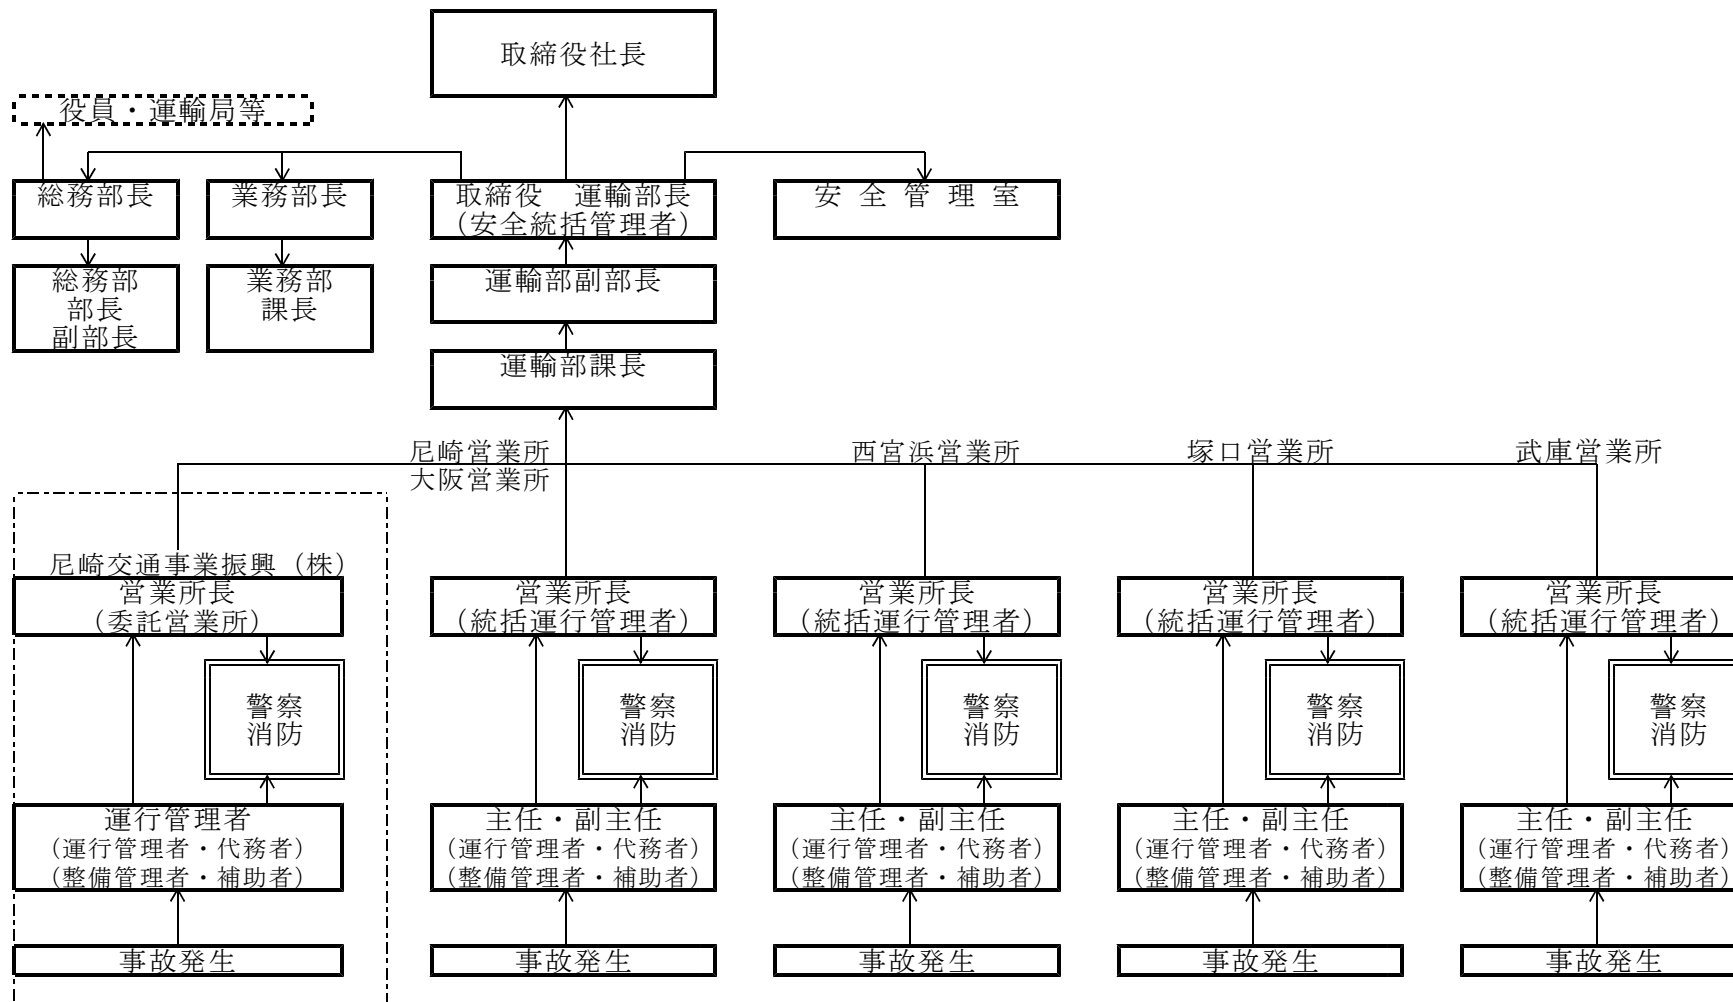 取締役社長
役員・運輸局等
総務部長
業務部長
取締役　運輸部長
（安全統括管理者）
安 全 管 理 室
総務部
部長
副部長
業務部
課長
運輸部副部長
運輸部課長
尼崎営業所
大阪営業所
西宮浜営業所
塚口営業所
武庫営業所
尼崎交通事業振興（株）
営業所長
（委託営業所）
営業所長
（統括運行管理者）
営業所長
（統括運行管理者）
営業所長
（統括運行管理者）
営業所長
（統括運行管理者）
警察
消防
警察
消防
警察
消防
警察
消防
警察
消防
運行管理者
（運行管理者・代務者）
（整備管理者・補助者）
主任・副主任
（運行管理者・代務者）
（整備管理者・補助者）
主任・副主任
（運行管理者・代務者）
（整備管理者・補助者）
主任・副主任
（運行管理者・代務者）
（整備管理者・補助者）
主任・副主任
（運行管理者・代務者）
（整備管理者・補助者）
事故発生
事故発生
事故発生
事故発生
事故発生